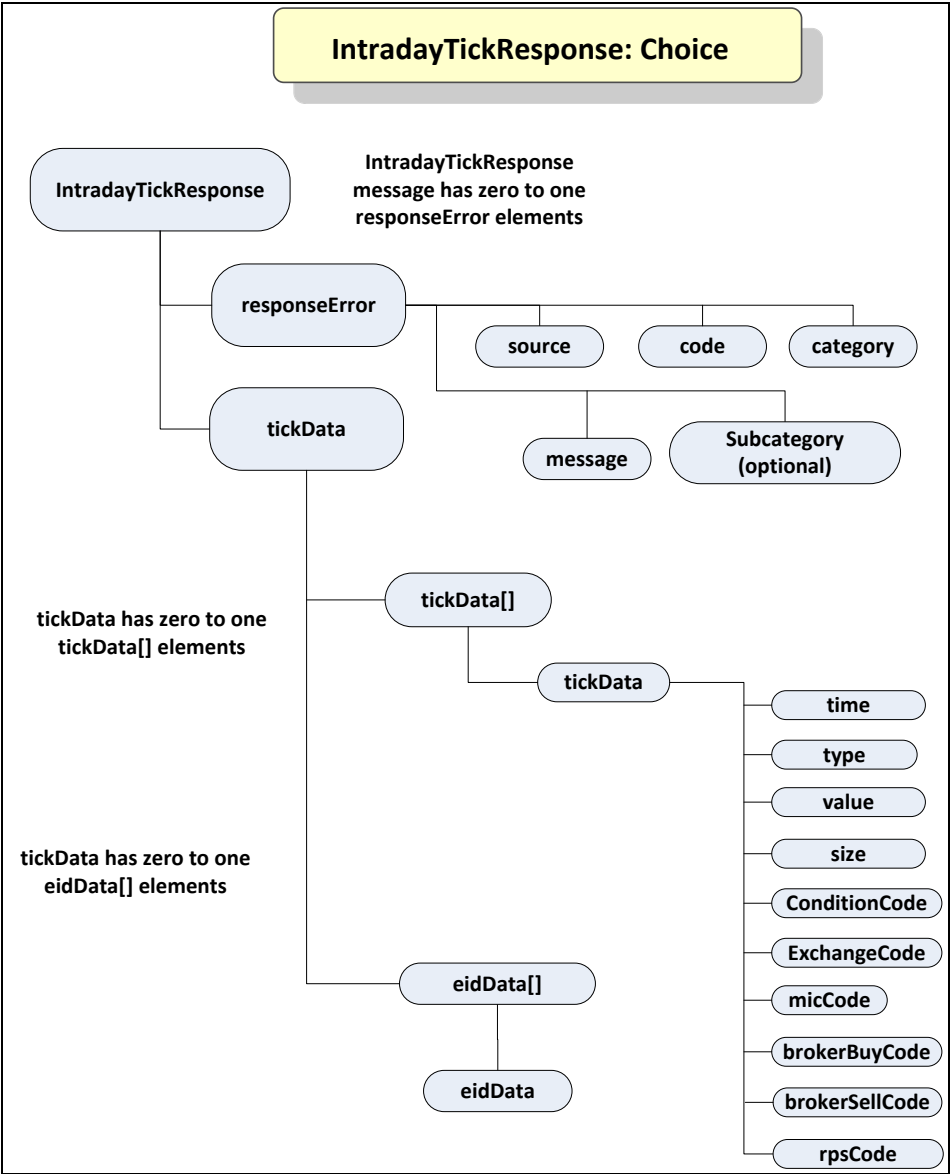 IntradayTickResponse: Choice
IntradayTickResponse
IntradayTickResponse
message has zero to one
responseError elements
responseError
source
code
category
tickData
message
Subcategory
(optional)
tickData[]
tickData has zero to one
tickData[] elements
tickData
time
type
value
size
tickData has zero to one
eidData[] elements
ConditionCode
ExchangeCode
eidData[]
micCode
brokerBuyCode
eidData
brokerSellCode
rpsCode